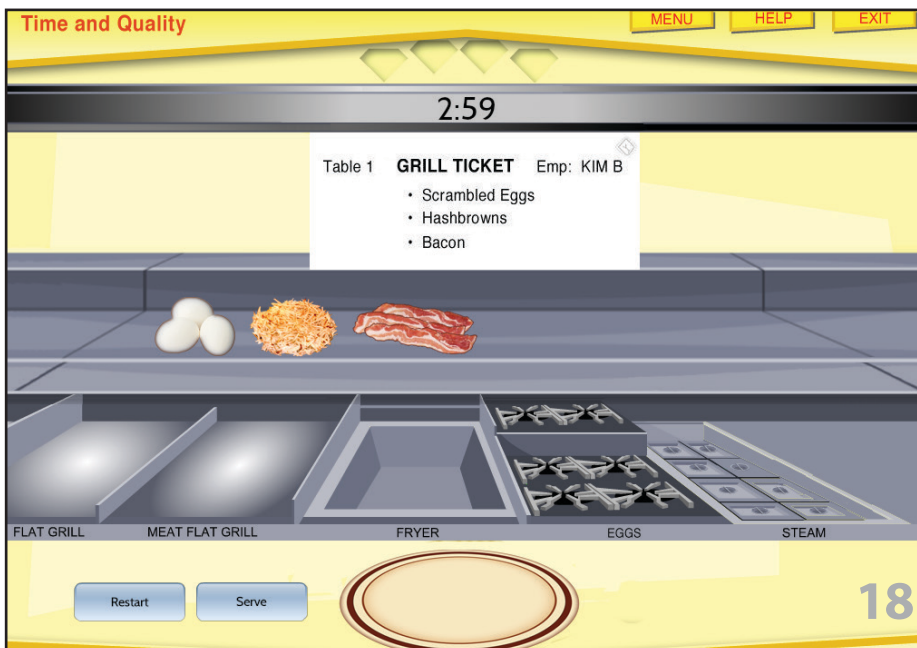 Time and Quality
MENU HELP EXIT
2:59
Table 1 GRILL TICKET Emp: KIM B
• Scrambled Eggs
• Hashbrowns
• Bacon
FLAT GRILL MEAT FLAT GRILL FRYER EGGS STEAM
Restart Serve
18